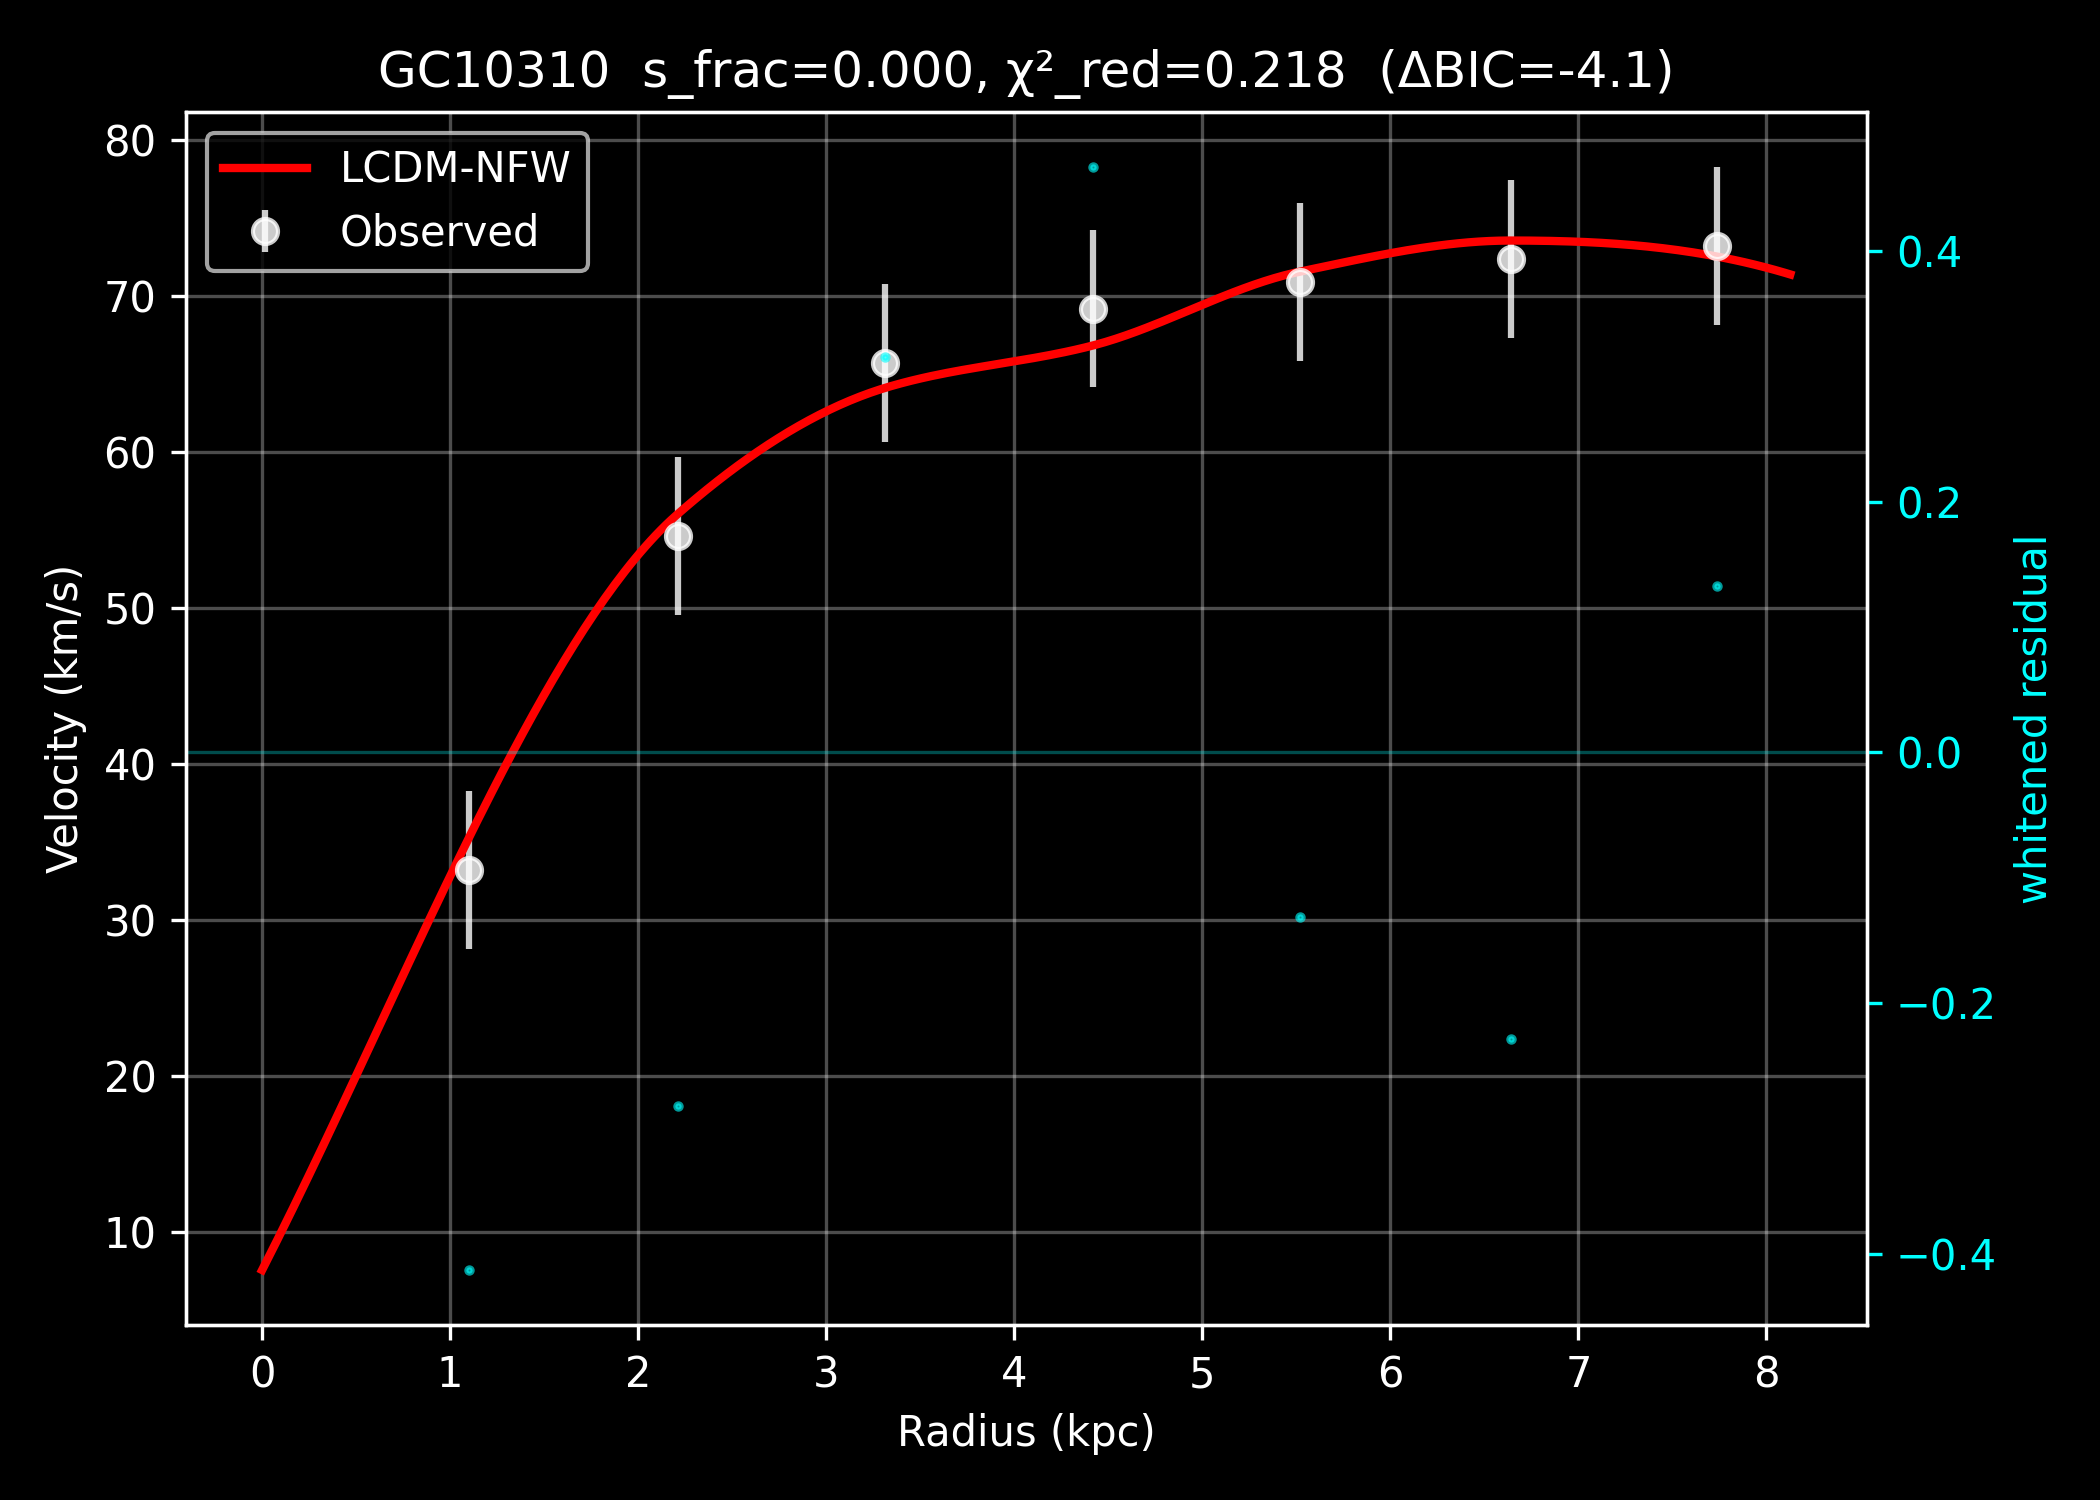 GC10310  s_frac=0.000, χ²_red=0.218  (ΔBIC=-4.1)
LCDM-NFW
Observed
80
70
60
50
40
30
20
10
Velocity (km/s)
0.4
0.2
0.0
−0.2
−0.4
whitened residual
0 1 2 3 4 5 6 7 8
Radius (kpc)